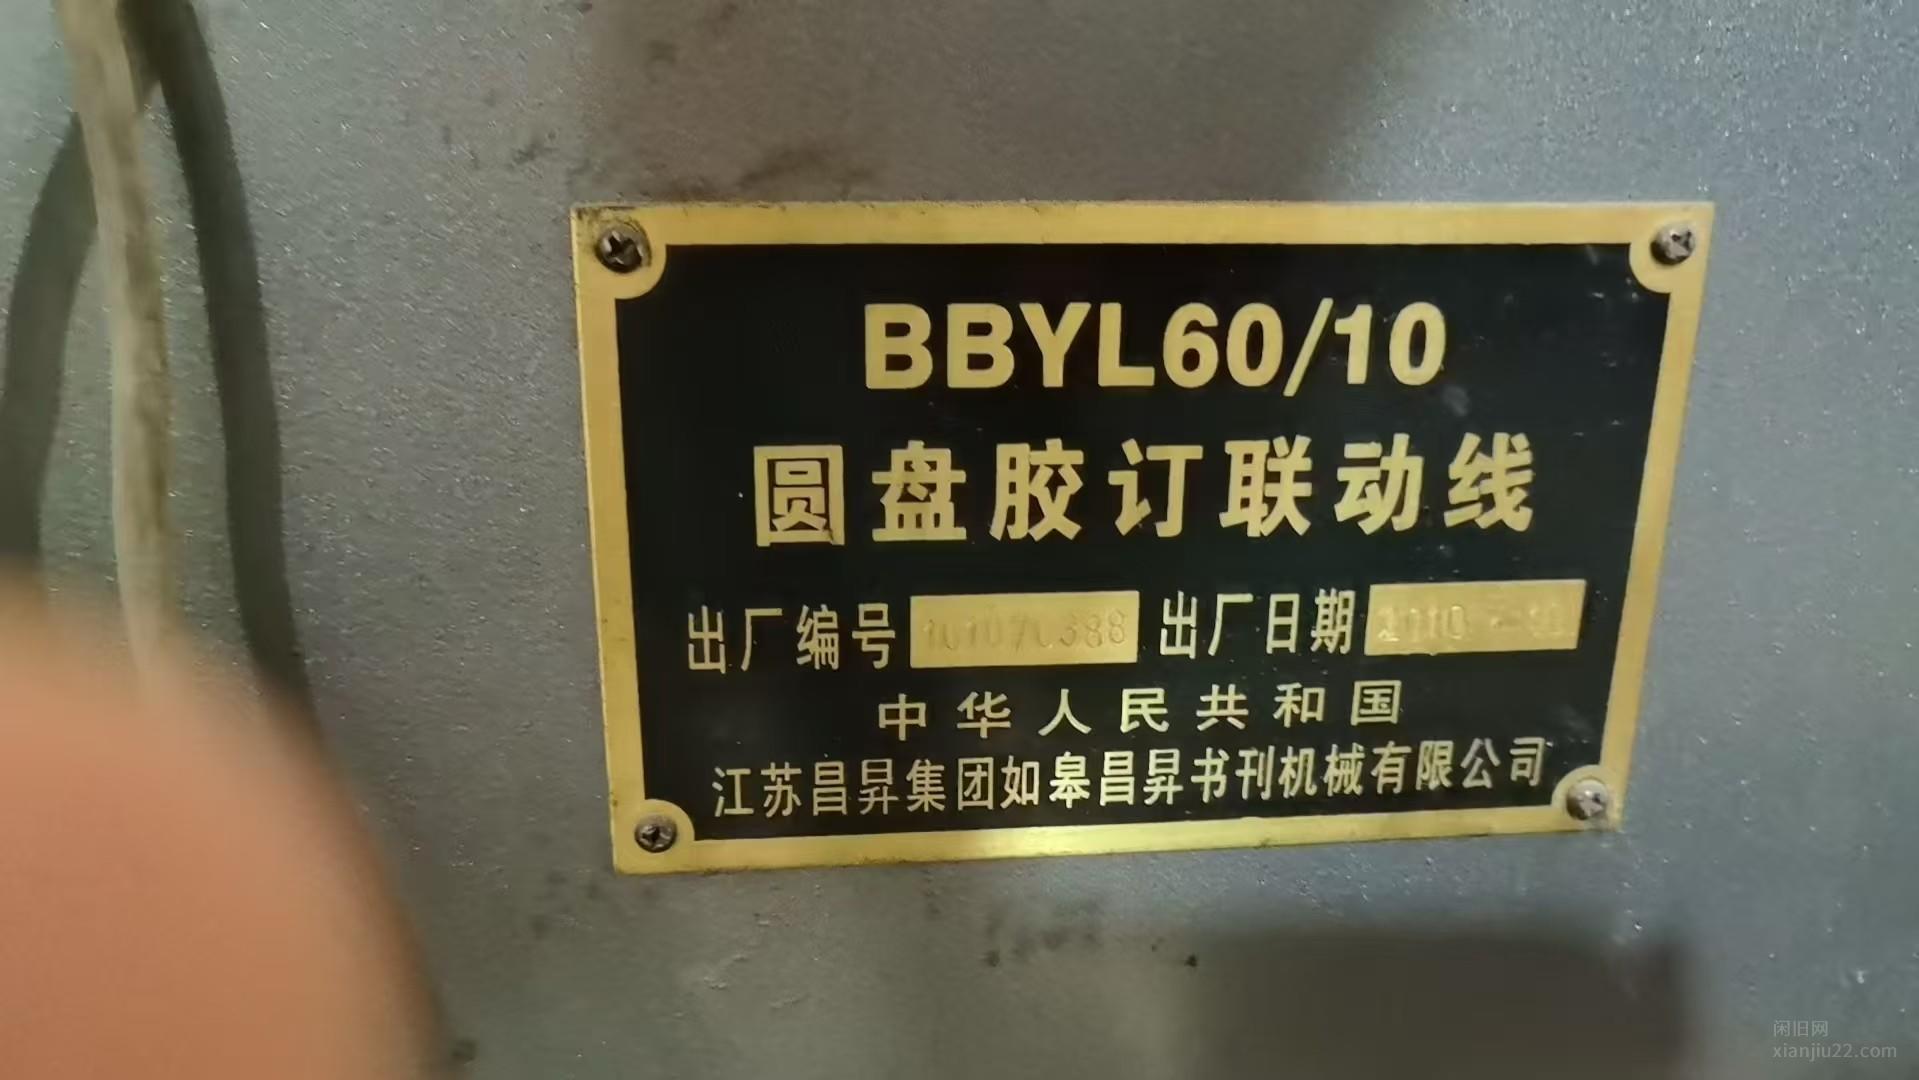 BBYL60/10
圆盘胶订联动线
出厂编号 出厂日期 2010
中华人民共和国
江苏昌昇集团如皋昌昇书刊机械有限公司
闲旧网
xianjiu22.com